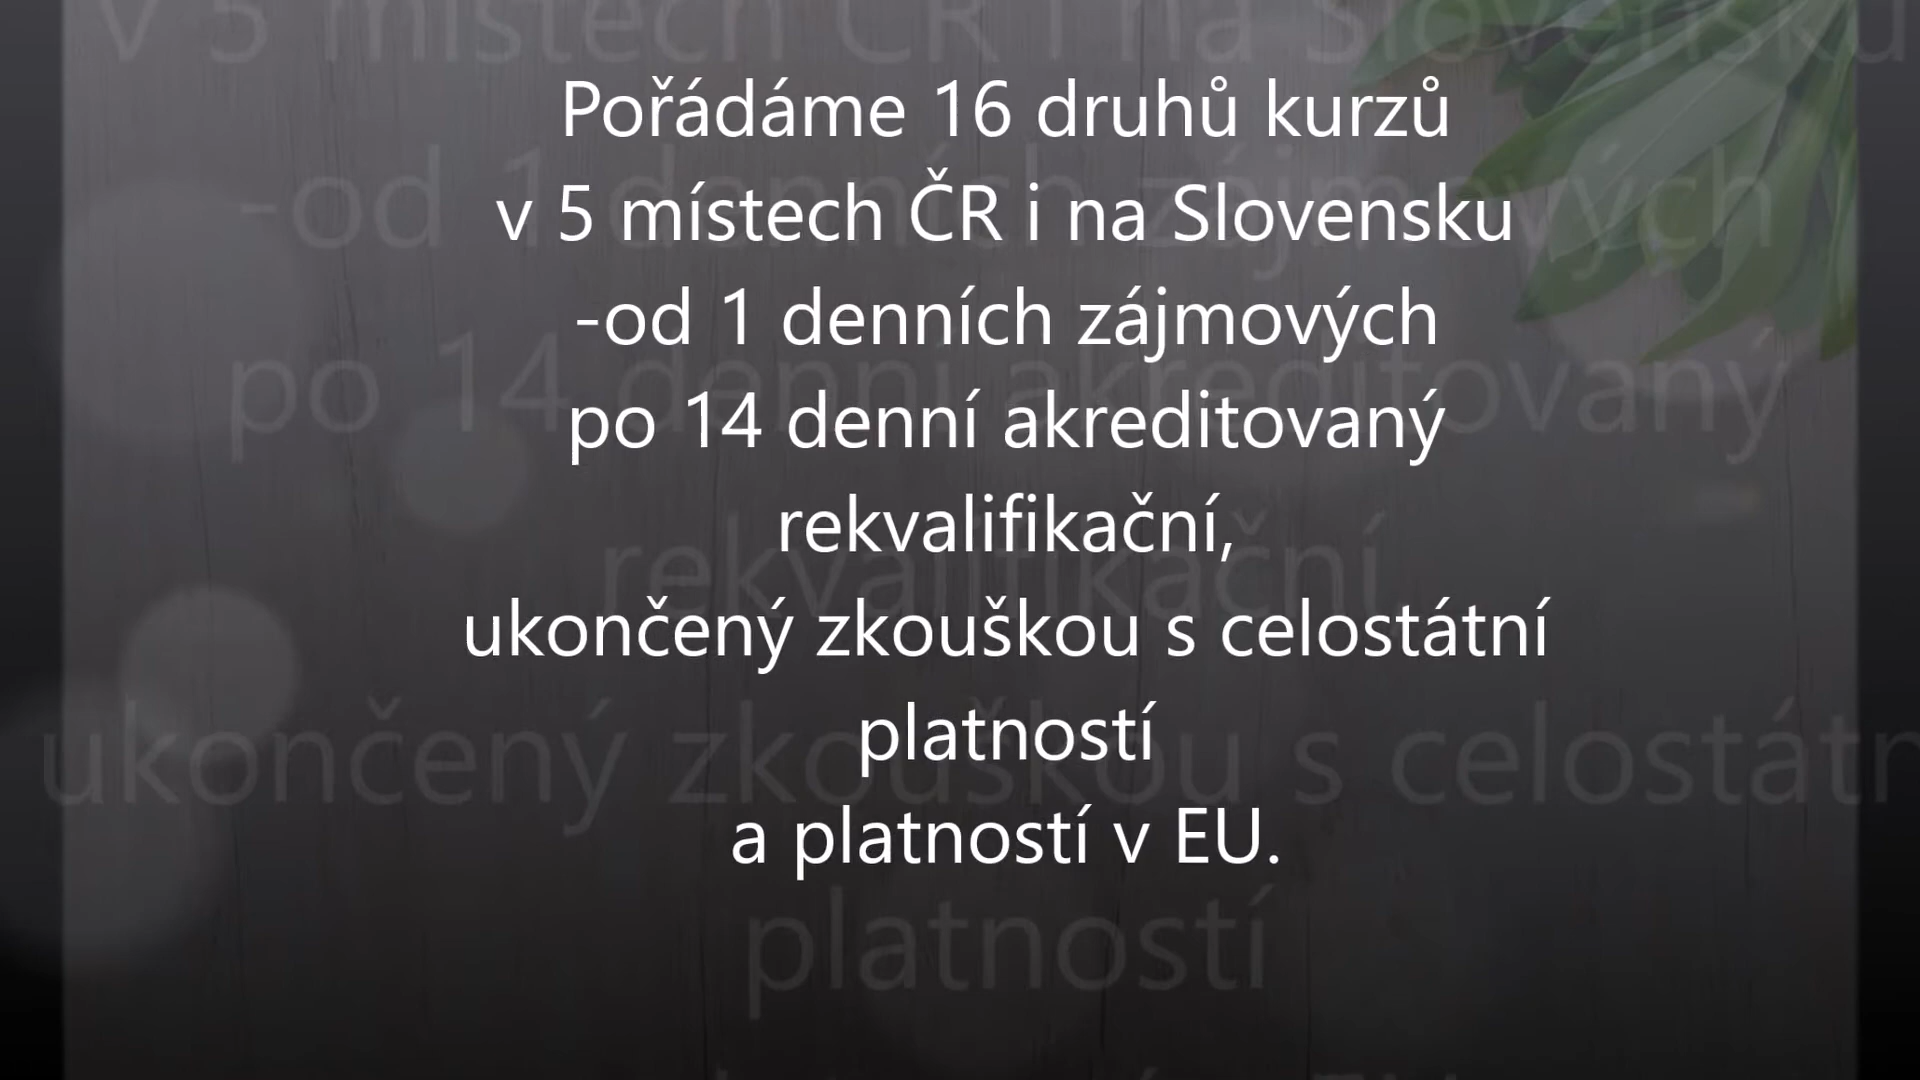 Pořádáme 16 druhů kurzů
v 5 místech ČR i na Slovensku
-od 1 denních zájmových
po 14 denní akreditovaný
rekvalifikační,
ukončený zkouškou s celostátní
platností
a platností v EU.